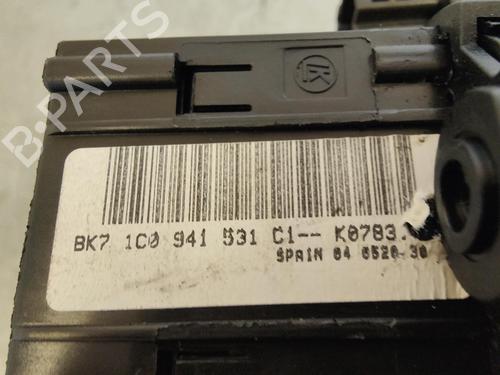 B-PARTS
BK7 1C0 941 531 C1-- K0783.
SPAIN 04 0520-30